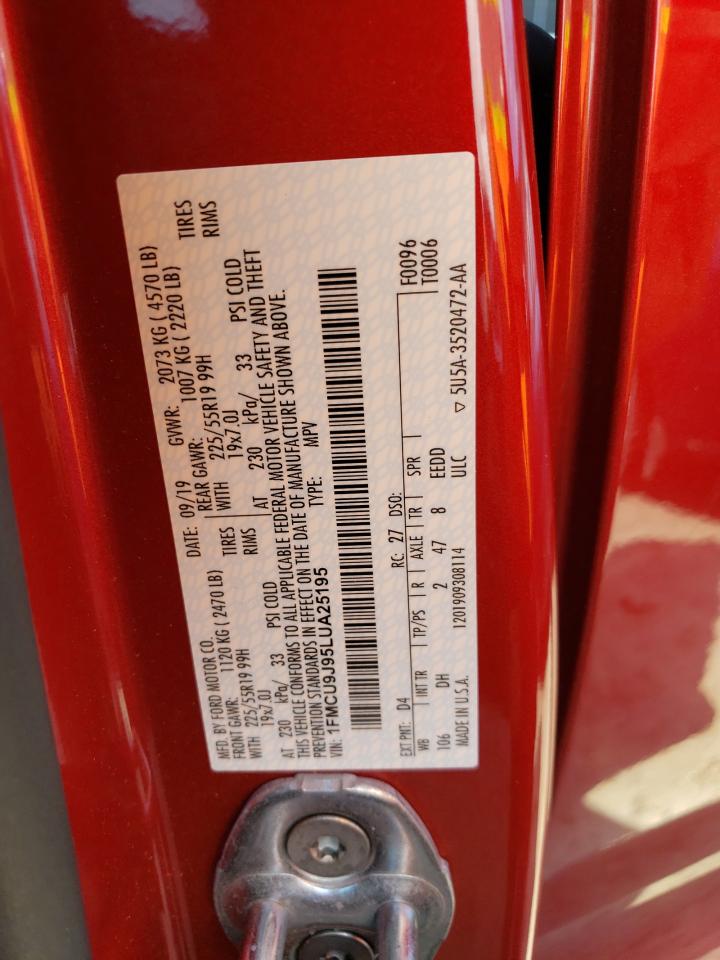 MFD. BY FORD MOTOR CO.
DATE: 09/19 GVWR: 2073 KG ( 4570 LB)
FRONT GAWR: 1120 KG ( 2470 LB) REAR GAWR: 1007 KG ( 2220 LB)
WITH 225/55R19 99H TIRES WITH 225/55R19 99H TIRES
19x7.0J RIMS 19x7.0J RIMS
AT 230 kPa/ 33 PSI COLD AT 230 kPa/ 33 PSI COLD
THIS VEHICLE CONFORMS TO ALL APPLICABLE FEDERAL MOTOR VEHICLE SAFETY AND THEFT
PREVENTION STANDARDS IN EFFECT ON THE DATE OF MANUFACTURE SHOWN ABOVE.
VIN: 1FMCU9J95LUA25195 TYPE: MPV
EXT PNT: D4 RC: 27 DSO: F0096
WB INT TR TP/PS R AXLE TR SPR T0006
106 DH 2 47 8 EEDD
MADE IN U.S.A. 1201909308114 ULC ▽ 5U5A-3520472-AA